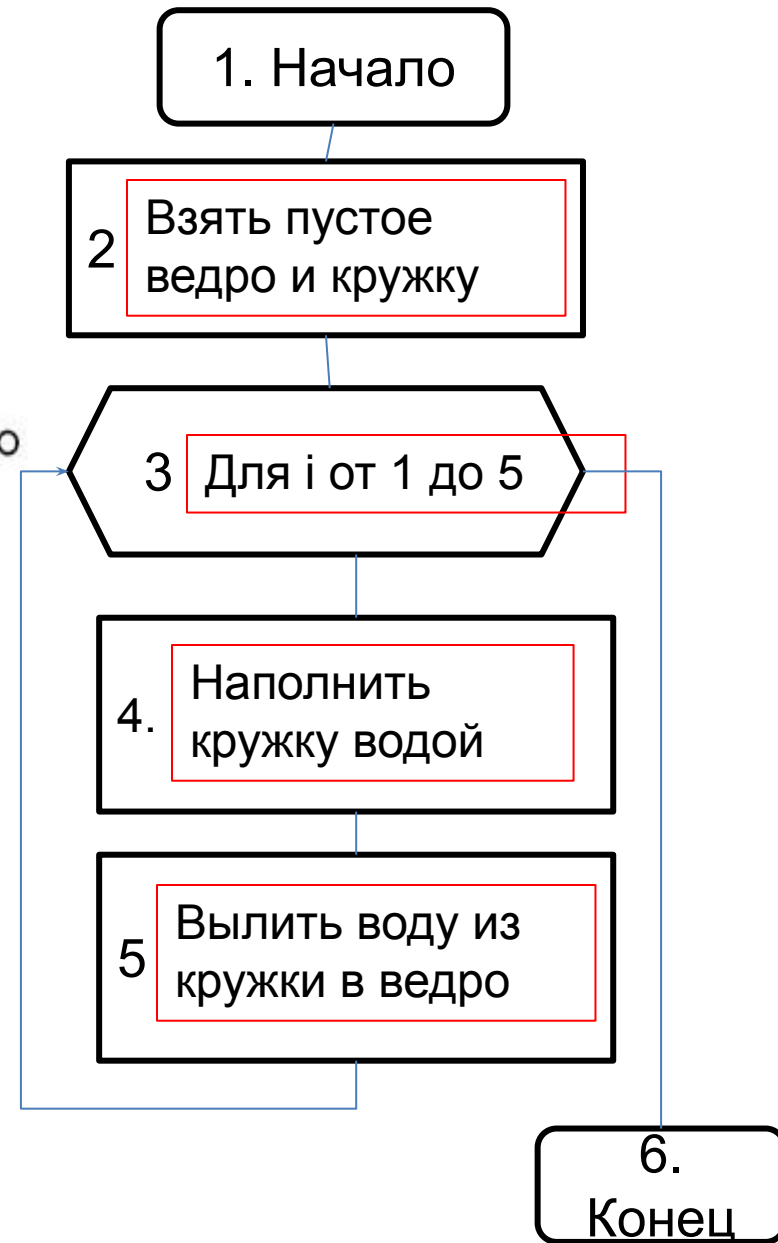 1. Начало
2
Взять пустое
ведро и кружку
о
3
Для i от 1 до 5
4.
Наполнить
кружку водой
5
Вылить воду из
кружки в ведро
6.
Конец